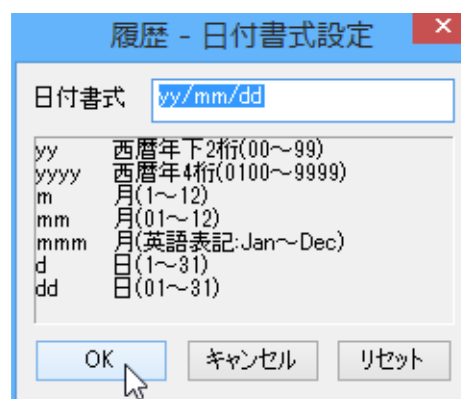 履歴 - 日付書式設定
日付書式 yy/mm/dd
yy 西暦年下2桁(00～99)
yyyy 西暦年4桁(0100～9999)
m 月(1～12)
mm 月(01～12)
mmm 月(英語表記:Jan～Dec)
d 日(1～31)
dd 日(01～31)
OK キャンセル リセット